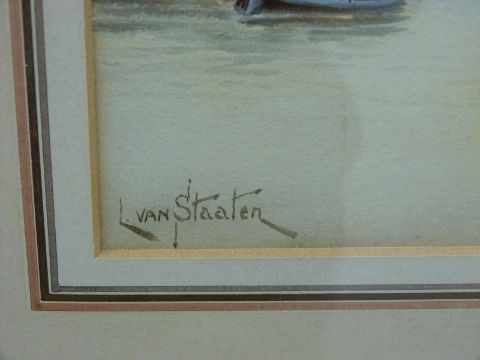 L. VAN Staaten